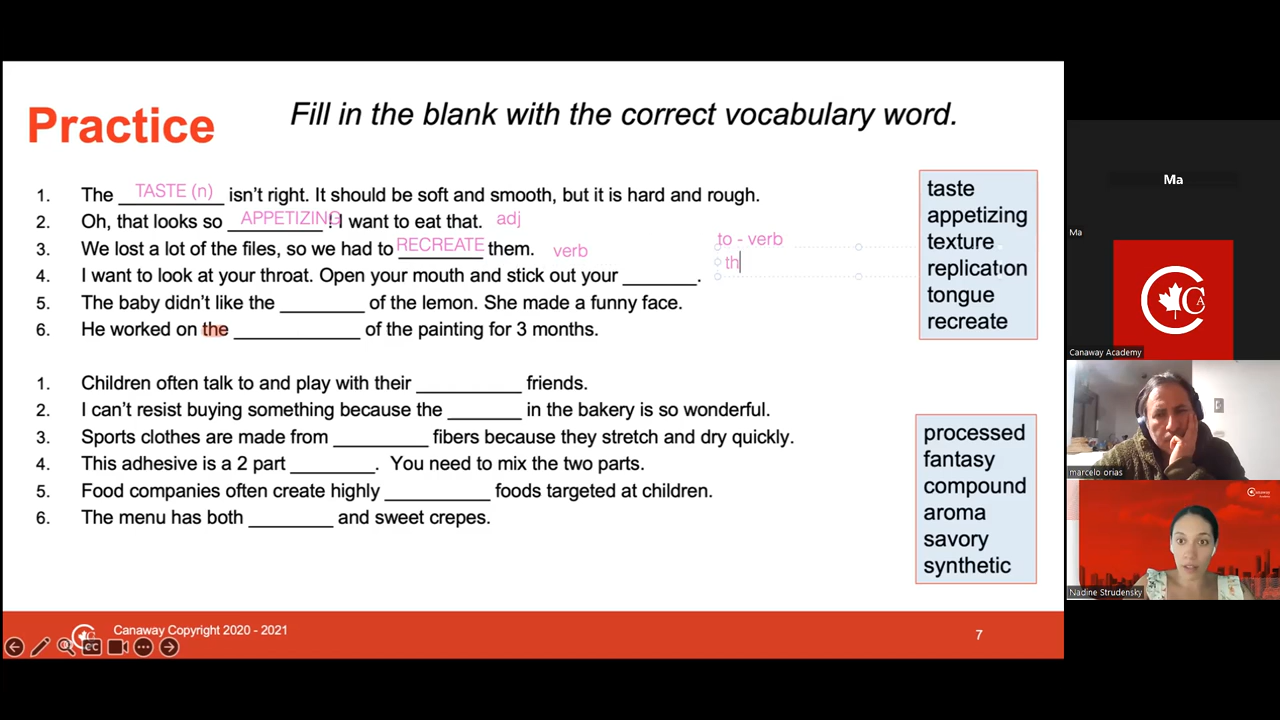 Practice
Fill in the blank with the correct vocabulary word.
1. The __________ isn't right. It should be soft and smooth, but it is hard and rough.
TASTE (n)
2. Oh, that looks so _________ ! I want to eat that.
APPETIZING
adj
3. We lost a lot of the files, so we had to ________ them.
RECREATE
verb
to - verb
4. I want to look at your throat. Open your mouth and stick out your _______.
th
5. The baby didn't like the ________ of the lemon. She made a funny face.
6. He worked on the ____________ of the painting for 3 months.
taste
appetizing
texture
replication
tongue
recreate
1. Children often talk to and play with their __________ friends.
2. I can't resist buying something because the _______ in the bakery is so wonderful.
3. Sports clothes are made from _________ fibers because they stretch and dry quickly.
4. This adhesive is a 2 part ________. You need to mix the two parts.
5. Food companies often create highly __________ foods targeted at children.
6. The menu has both ________ and sweet crepes.
processed
fantasy
compound
aroma
savory
synthetic
Canaway Copyright 2020 - 2021
7
CC
Ma
Ma
CA
Canaway Academy
marcelo orias
Canaway
Nadine Strudensky